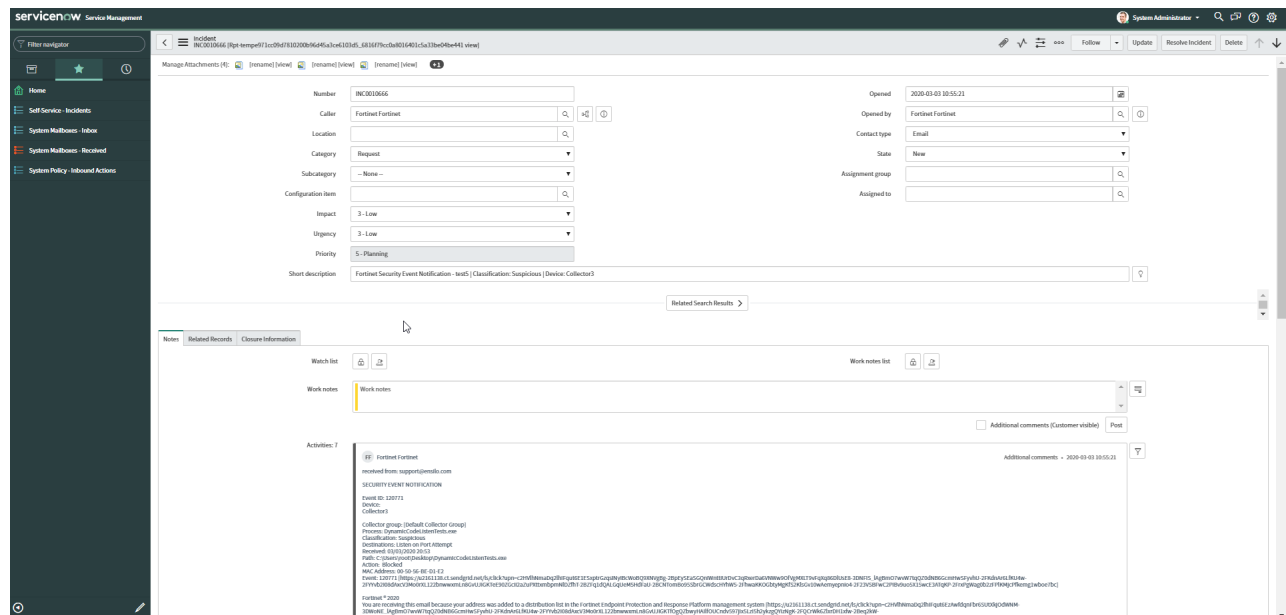 servicenow Service Management
System Administrator
Filter navigator
Incident
INC0010666 [Rpt-tempe971cc09d7810200b96d45a3ce6103d5_6816f79cc0a8016401c5a33be04be441 view]
Follow
Update
Resolve Incident
Delete
Manage Attachments (4):
[rename] [view]
[rename] [view]
[rename] [view]
+1
Home
Self-Service - Incidents
System Mailboxes - Inbox
System Mailboxes - Received
System Policy - Inbound Actions
Number
INC0010666
Opened
2020-03-03 10:55:21
Caller
Fortinet Fortinet
Opened by
Fortinet Fortinet
Location
Contact type
Email
Category
Request
State
New
Subcategory
-- None --
Assignment group
Configuration item
Assigned to
Impact
3 - Low
Urgency
3 - Low
Priority
5 - Planning
Short description
Fortinet Security Event Notification - test5 | Classification: Suspicious | Device: Collector3
Related Search Results
Notes
Related Records
Closure Information
Watch list
Work notes list
Work notes
Work notes
Additional comments (Customer visible)
Post
Activities: 7
FF
Fortinet Fortinet
Additional comments • 2020-03-03 10:55:21
received from: support@ensilo.com
SECURITY EVENT NOTIFICATION
Event ID: 120771
Device:
Collector3
Collector group: (Default Collector Group)
Process: DynamicCodeListenTests.exe
Classification: Suspicious
Destinations: Listen on Port Attempt
Received: 03/03/2020 20:53
Path: C:\Users\root\Desktop\DynamicCodeListenTests.exe
Action: Blocked
MAC Address: 00-50-56-BE-D1-E2
Event: 120771
Fortinet © 2020
You are receiving this email because your address was added to a distribution list in the Fortinet Endpoint Protection and Response Platform management system